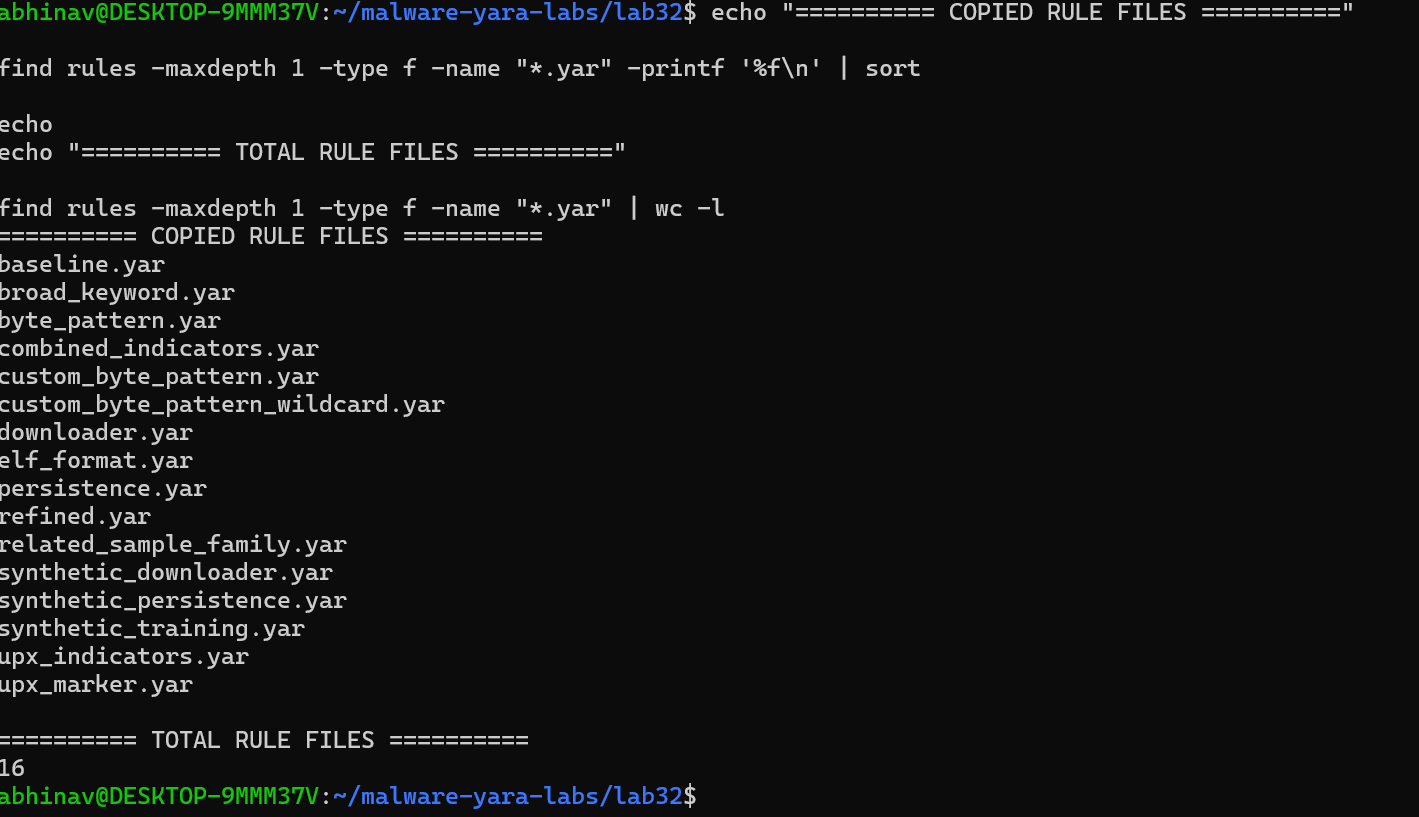 abhinav@DESKTOP-9MMM37V:~/malware-yara-labs/lab32$ echo "========== COPIED RULE FILES =========="
find rules -maxdepth 1 -type f -name "*.yar" -printf '%f\n' | sort
echo
echo "========== TOTAL RULE FILES =========="
find rules -maxdepth 1 -type f -name "*.yar" | wc -l
========== COPIED RULE FILES ==========
baseline.yar
broad_keyword.yar
byte_pattern.yar
combined_indicators.yar
custom_byte_pattern.yar
custom_byte_pattern_wildcard.yar
downloader.yar
elf_format.yar
persistence.yar
refined.yar
related_sample_family.yar
synthetic_downloader.yar
synthetic_persistence.yar
synthetic_training.yar
upx_indicators.yar
upx_marker.yar
========== TOTAL RULE FILES ==========
16
abhinav@DESKTOP-9MMM37V:~/malware-yara-labs/lab32$